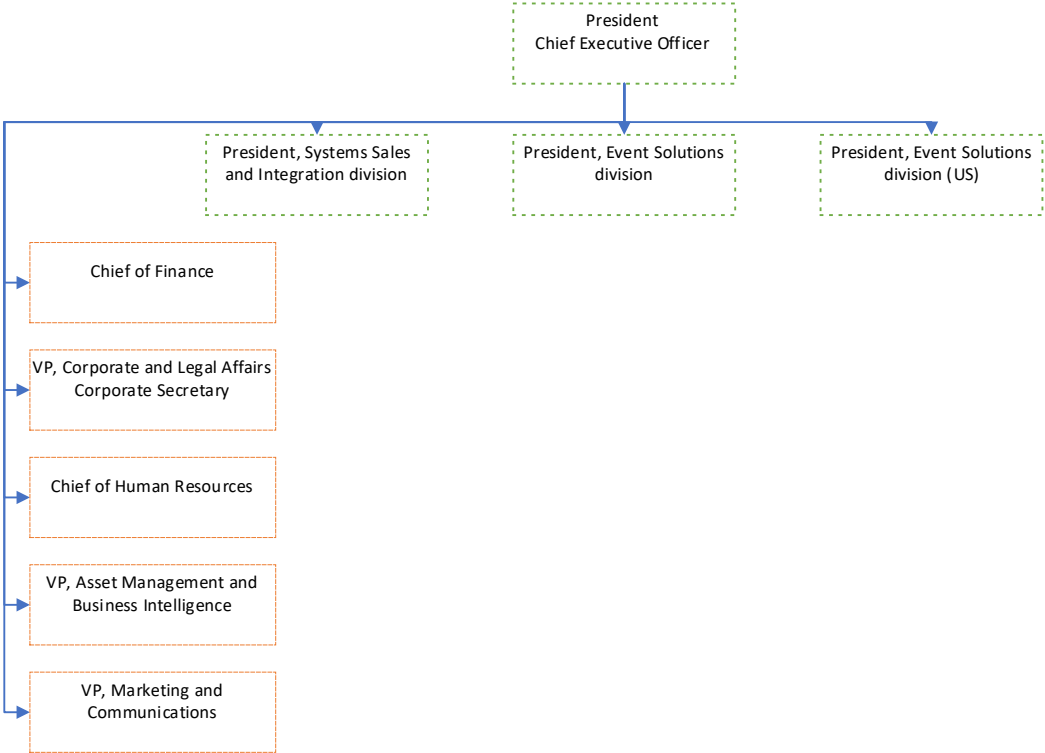 President
Chief Executive Officer
President, Systems Sales
and Integration division
President, Event Solutions
division
President, Event Solutions
division (US)
Chief of Finance
VP, Corporate and Legal Affairs
Corporate Secretary
Chief of Human Resources
VP, Asset Management and
Business Intelligence
VP, Marketing and
Communications